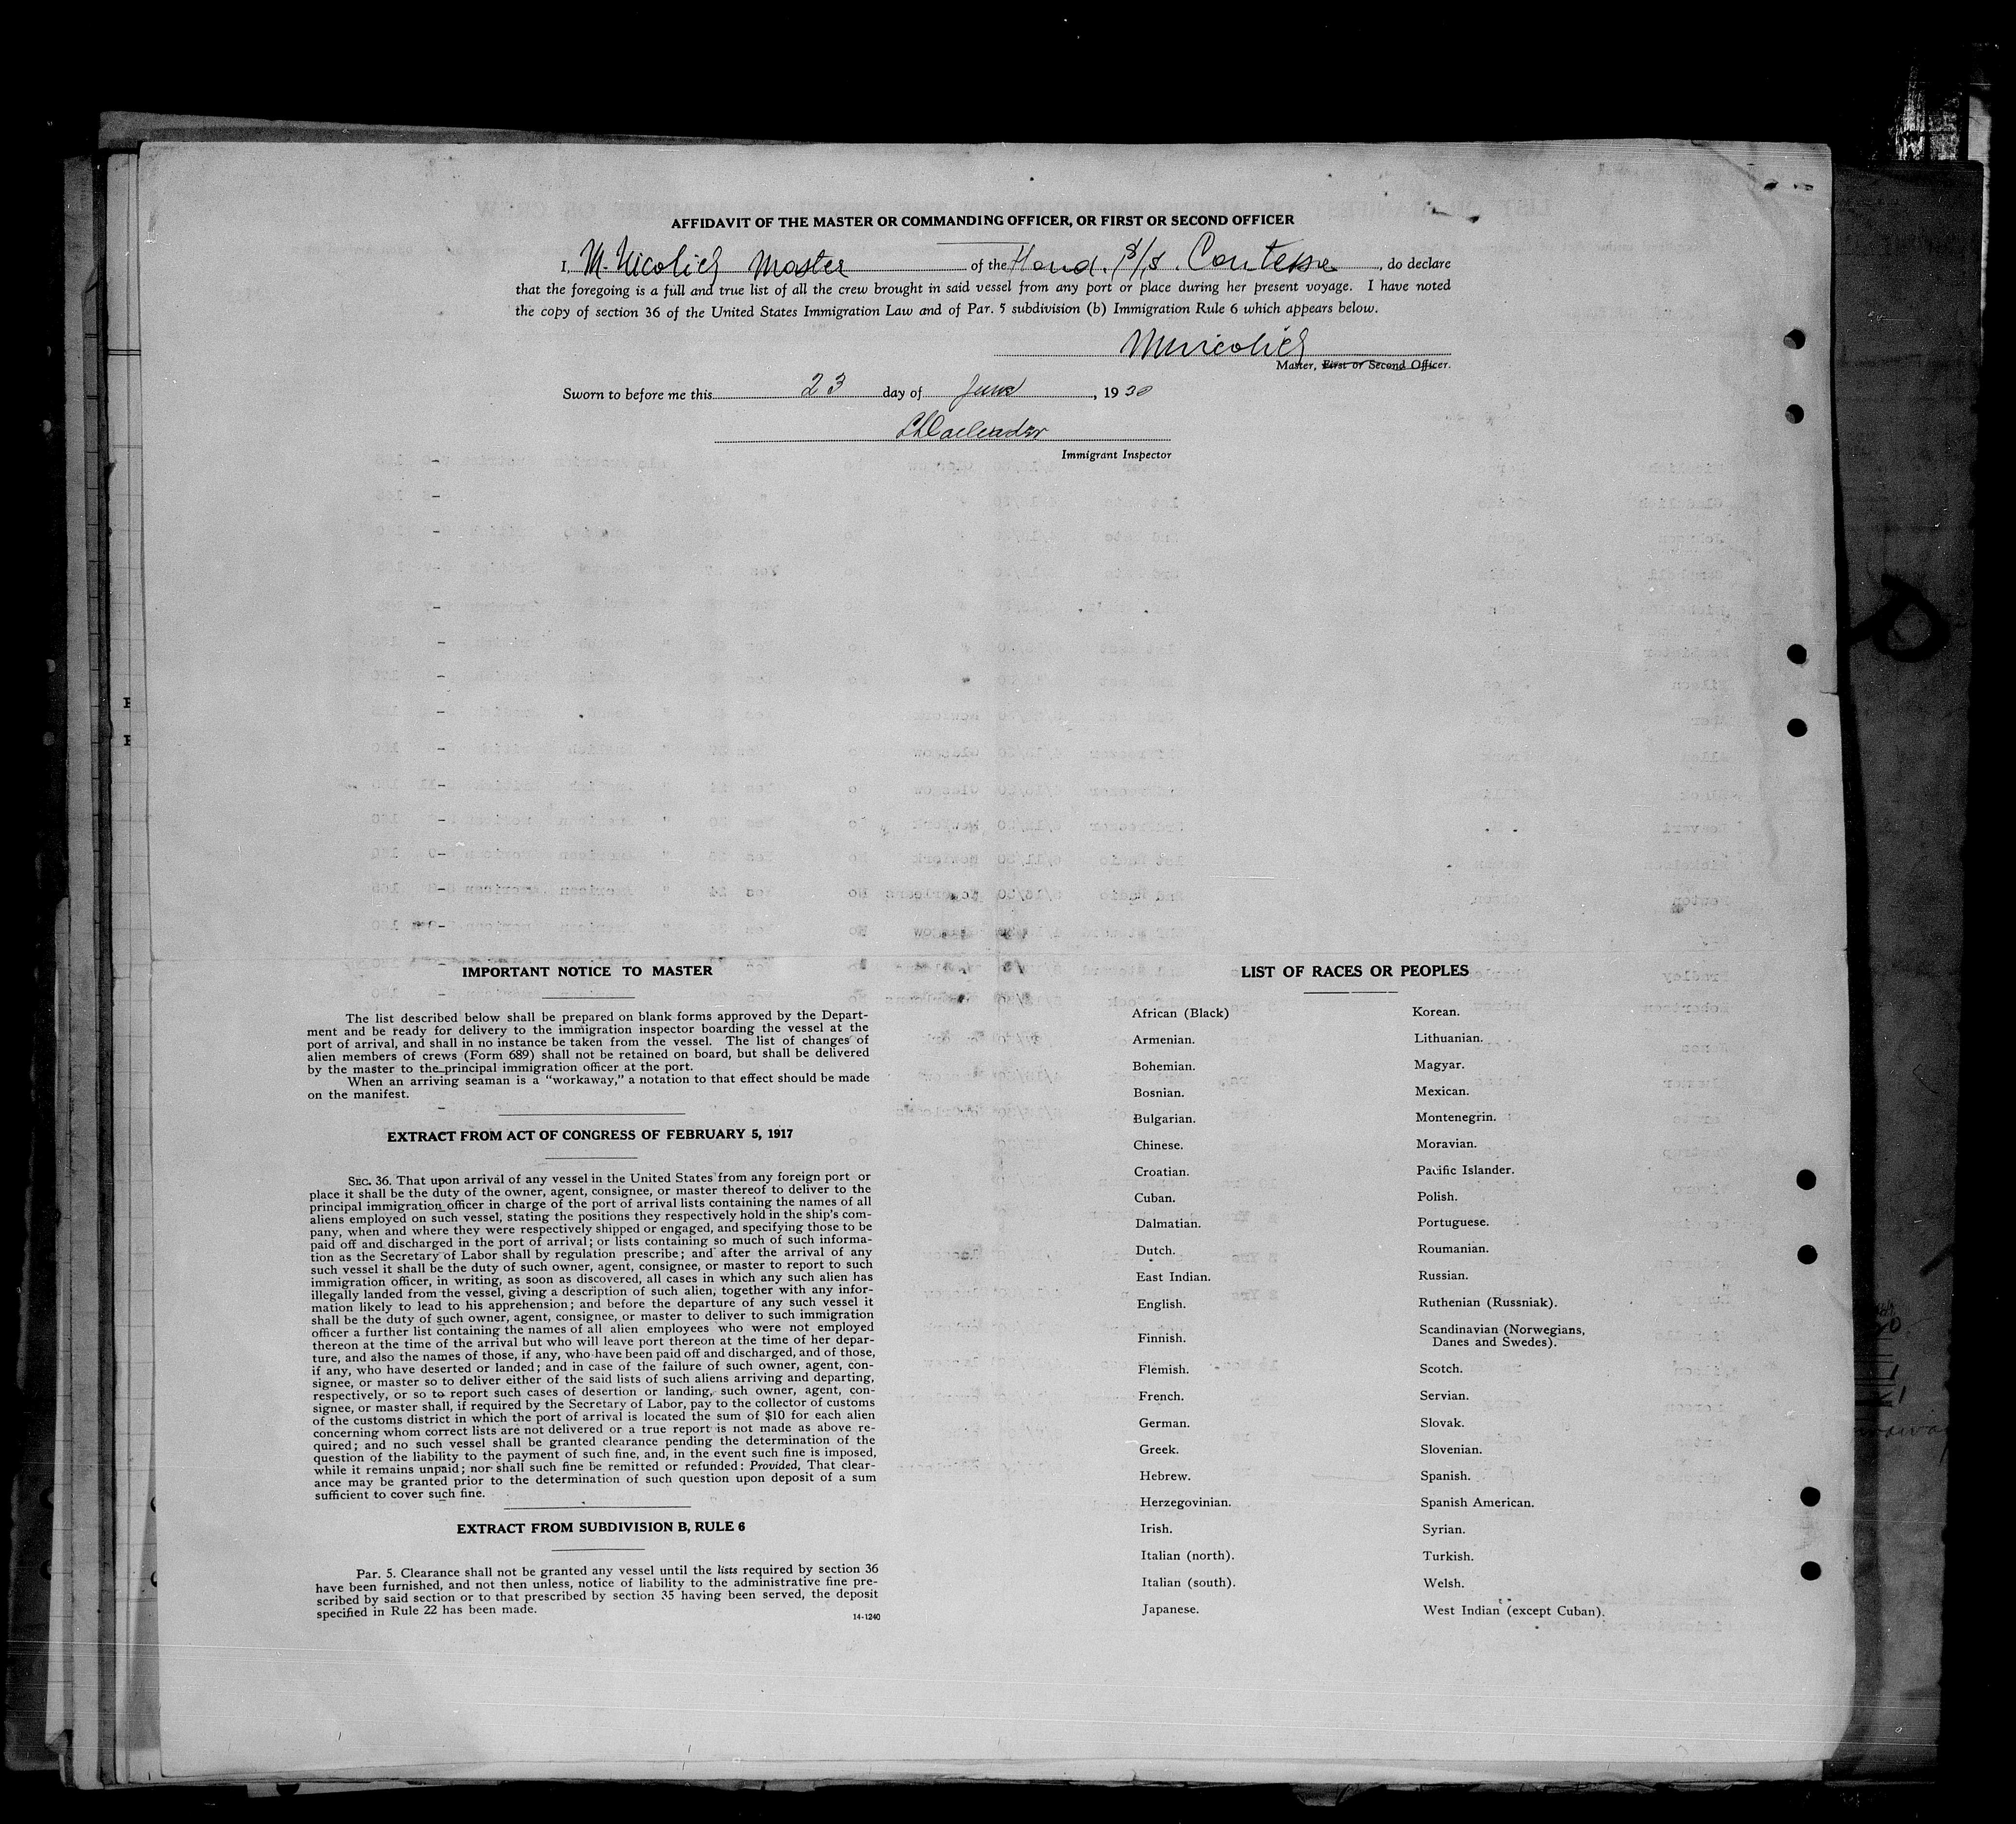 AFFIDAVIT OF THE MASTER OR COMMANDING OFFICER, OR FIRST OR SECOND OFFICER
I, M. Nicolich Master of the Hond. S/S. Contessa, do declare
that the foregoing is a full and true list of all the crew brought in said vessel from any port or place during her present voyage. I have noted
the copy of section 36 of the United States Immigration Law and of Par. 5 subdivision (b) Immigration Rule 6 which appears below.
M Nicolich
Master, First or Second Officer.
Sworn to before me this 23 day of June, 1930
Immigrant Inspector
IMPORTANT NOTICE TO MASTER
The list described below shall be prepared on blank forms approved by the Depart-
ment and be ready for delivery to the immigration inspector boarding the vessel at the
port of arrival, and shall in no instance be taken from the vessel. The list of changes of
alien members of crews (Form 689) shall not be retained on board, but shall be delivered
by the master to the principal immigration officer at the port.
When an arriving seaman is a "workaway," a notation to that effect should be made
on the manifest.
EXTRACT FROM ACT OF CONGRESS OF FEBRUARY 5, 1917
SEC. 36. That upon arrival of any vessel in the United States from any foreign port or
place it shall be the duty of the owner, agent, consignee, or master thereof to deliver to the
principal immigration officer in charge of the port of arrival lists containing the names of all
aliens employed on such vessel, stating the positions they respectively hold in the ship's com-
pany, when and where they were respectively shipped or engaged, and specifying those to be
paid off and discharged in the port of arrival; or lists containing so much of such informa-
tion as the Secretary of Labor shall by regulation prescribe; and after the arrival of any
such vessel it shall be the duty of such owner, agent, consignee, or master to report to such
immigration officer, in writing, as soon as discovered, all cases in which any such alien has
illegally landed from the vessel, giving a description of such alien, together with any infor-
mation likely to lead to his apprehension; and before the departure of any such vessel it
shall be the duty of such owner, agent, consignee, or master to deliver to such immigration
officer a further list containing the names of all alien employees who were not employed
thereon at the time of the arrival but who will leave port thereon at the time of her depar-
ture, and also the names of those, if any, who have been paid off and discharged, and of those,
if any, who have deserted or landed; and in case of the failure of such owner, agent, con-
signee, or master so to deliver either of the said lists of such aliens arriving and departing,
respectively, or so to report such cases of desertion or landing, such owner, agent, con-
signee, or master shall, if required by the Secretary of Labor, pay to the collector of customs
of the customs district in which the port of arrival is located the sum of $10 for each alien
concerning whom correct lists are not delivered or a true report is not made as above re-
quired; and no such vessel shall be granted clearance pending the determination of the
question of the liability to the payment of such fine, and, in the event such fine is imposed,
while it remains unpaid; nor shall such fine be remitted or refunded: Provided, That clear-
ance may be granted prior to the determination of such question upon deposit of a sum
sufficient to cover such fine.
EXTRACT FROM SUBDIVISION B, RULE 6
Par. 5. Clearance shall not be granted any vessel until the lists required by section 36
have been furnished, and not then unless, notice of liability to the administrative fine pre-
scribed by said section or to that prescribed by section 35 having been served, the deposit
specified in Rule 22 has been made.
14-1240
LIST OF RACES OR PEOPLES
African (Black)
Armenian.
Bohemian.
Bosnian.
Bulgarian.
Chinese.
Croatian.
Cuban.
Dalmatian.
Dutch.
East Indian.
English.
Finnish.
Flemish.
French.
German.
Greek.
Hebrew.
Herzegovinian.
Irish.
Italian (north).
Italian (south).
Japanese.
Korean.
Lithuanian.
Magyar.
Mexican.
Montenegrin.
Moravian.
Pacific Islander.
Polish.
Portuguese.
Roumanian.
Russian.
Ruthenian (Russniak).
Scandinavian (Norwegians,
Danes and Swedes).
Scotch.
Servian.
Slovak.
Slovenian.
Spanish.
Spanish American.
Syrian.
Turkish.
Welsh.
West Indian (except Cuban).